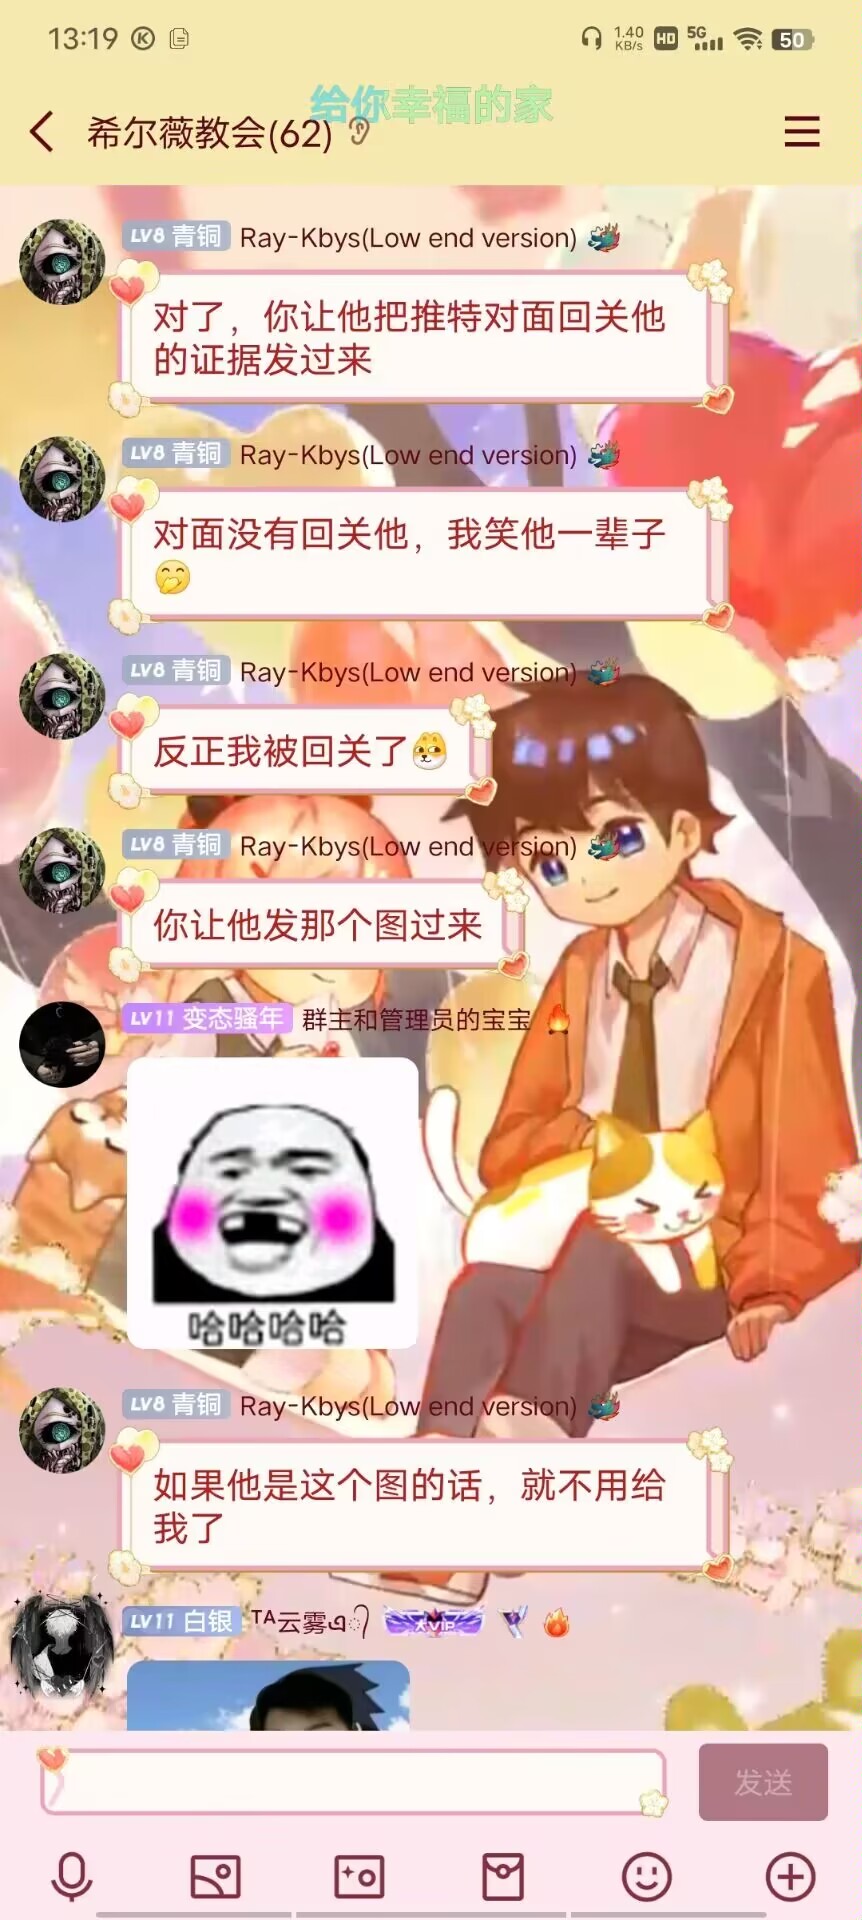 13:19
1.40 KB/s HD 5G 50
给你幸福的家
希尔薇教会(62)
LV8 青铜 Ray-Kbys(Low end version)
对了，你让他把推特对面回关他
的证据发过来
LV8 青铜 Ray-Kbys(Low end version)
对面没有回关他，我笑他一辈子
LV8 青铜 Ray-Kbys(Low end version)
反正我被回关了
LV8 青铜 Ray-Kbys(Low end version)
你让他发那个图过来
LV11 变态骚年 群主和管理员的宝宝
哈哈哈哈
LV8 青铜 Ray-Kbys(Low end version)
如果他是这个图的话，就不用给
我了
LV11 白银 ᵀᴬ云雾
发送